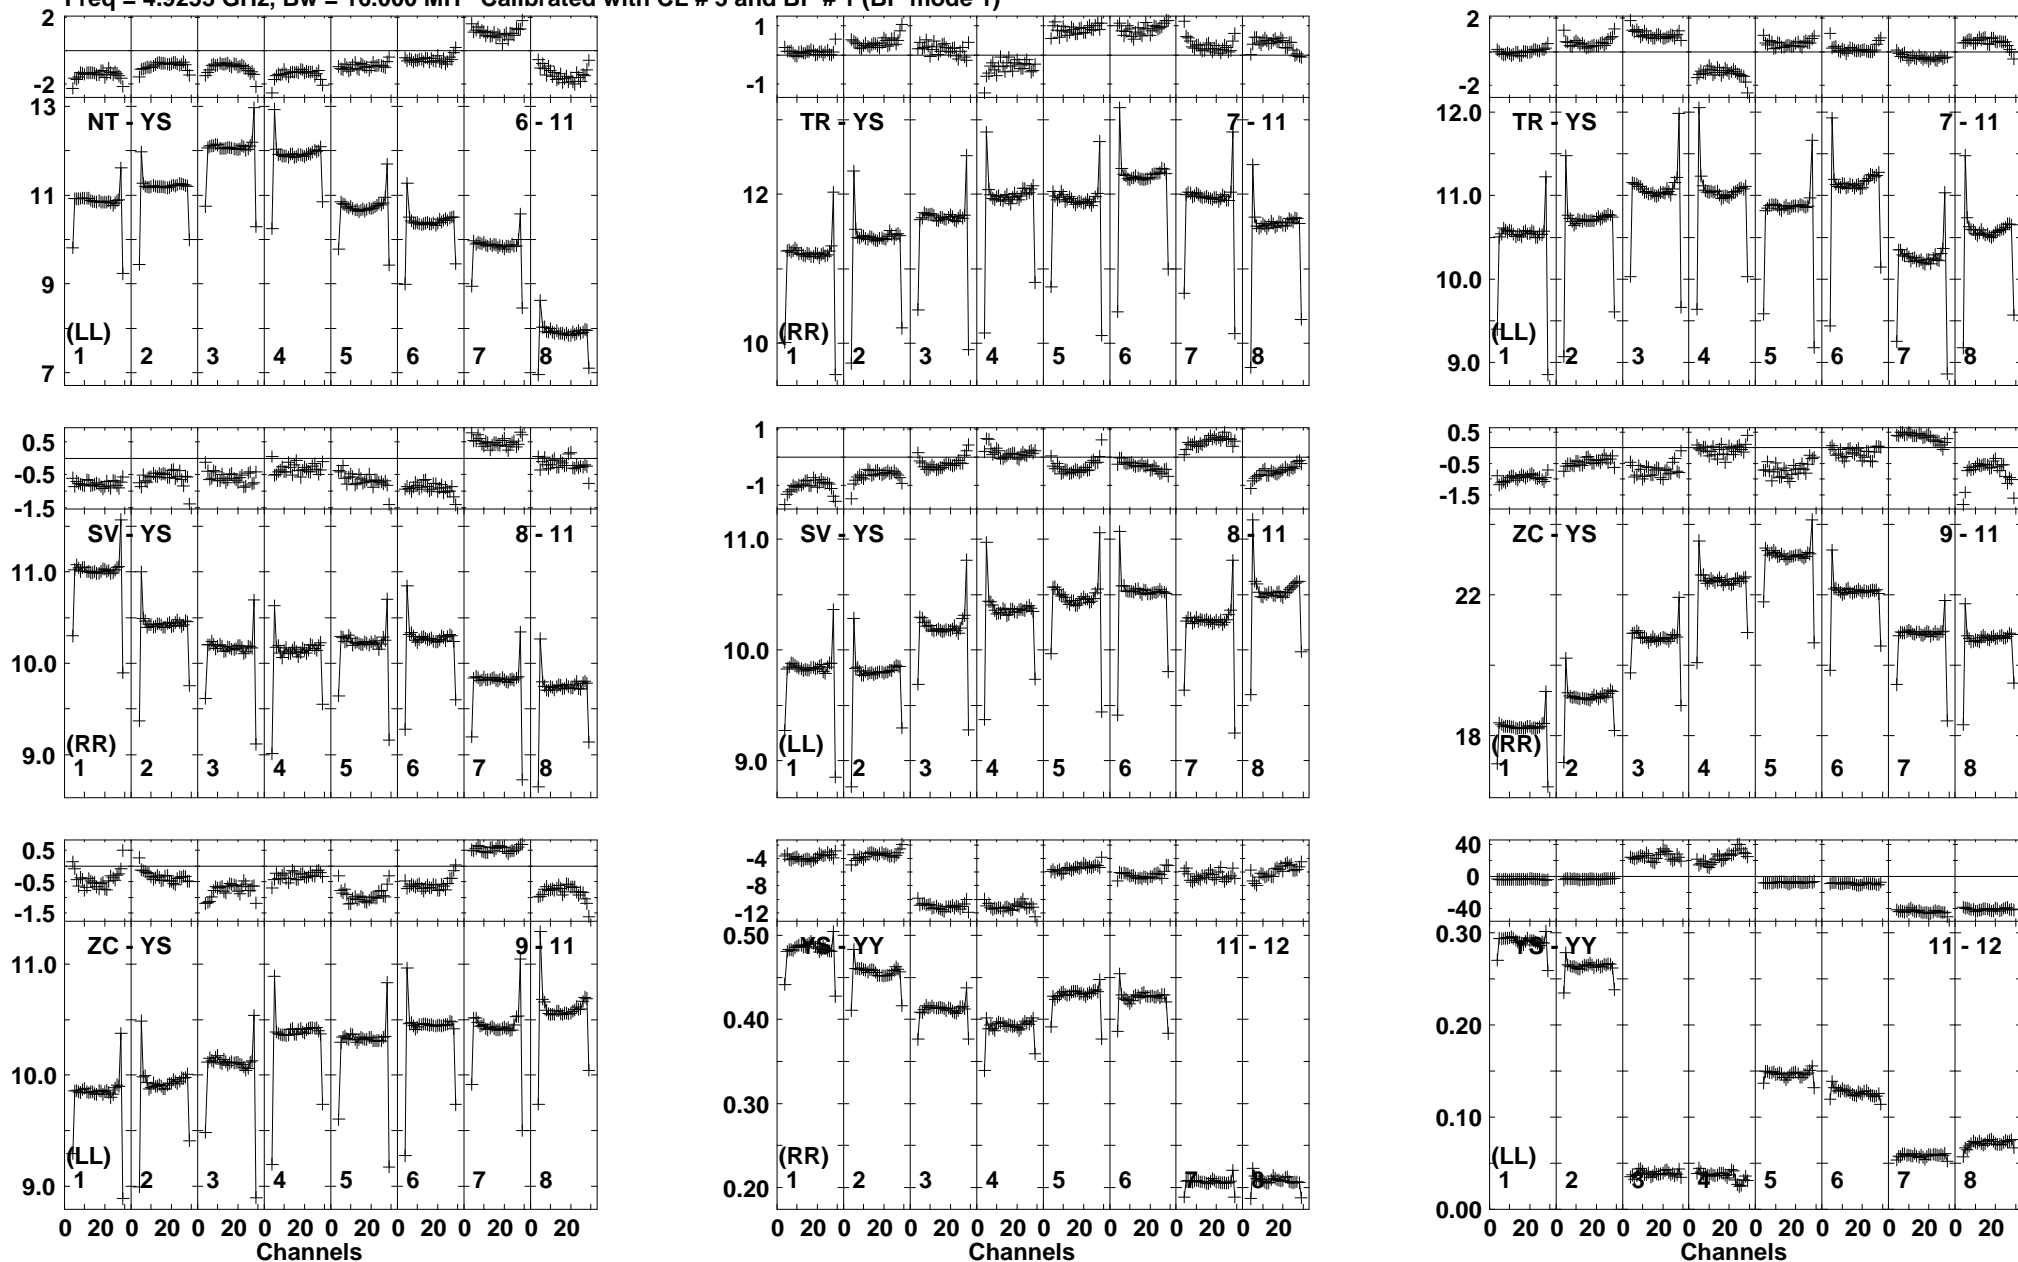 Freq = 4.9293 GHz, Bw = 16.000 MH Calibrated with CL # 3 and BP # 1 (BP mode 1)
2
-2
13
11
9
7
NT - YS 6 - 11
(LL)
1 2 3 4 5 6 7 8
1
-1
12
10
TR - YS 7 - 11
(RR)
1 2 3 4 5 6 7 8
2
-2
12.0
11.0
10.0
9.0
TR - YS 7 - 11
(LL)
1 2 3 4 5 6 7 8
0.5
-0.5
-1.5
11.0
10.0
9.0
SV - YS 8 - 11
(RR)
1 2 3 4 5 6 7 8
1
-1
11.0
10.0
9.0
SV - YS 8 - 11
(LL)
1 2 3 4 5 6 7 8
0.5
-0.5
-1.5
22
18
ZC - YS 9 - 11
(RR)
1 2 3 4 5 6 7 8
0.5
-0.5
-1.5
11.0
10.0
9.0
ZC - YS 9 - 11
(LL)
1 2 3 4 5 6 7 8
0 20 0 20 0 20 0 20 0 20 0 20 0 20 0 20
Channels
-4
-8
-12
0.50
0.40
0.30
0.20
YS - YY 11 - 12
(RR)
1 2 3 4 5 6 7 8
0 20 0 20 0 20 0 20 0 20 0 20 0 20 0 20
Channels
40
0
-40
0.30
0.20
0.10
0.00
YS - YY 11 - 12
(LL)
1 2 3 4 5 6 7 8
0 20 0 20 0 20 0 20 0 20 0 20 0 20 0 20
Channels